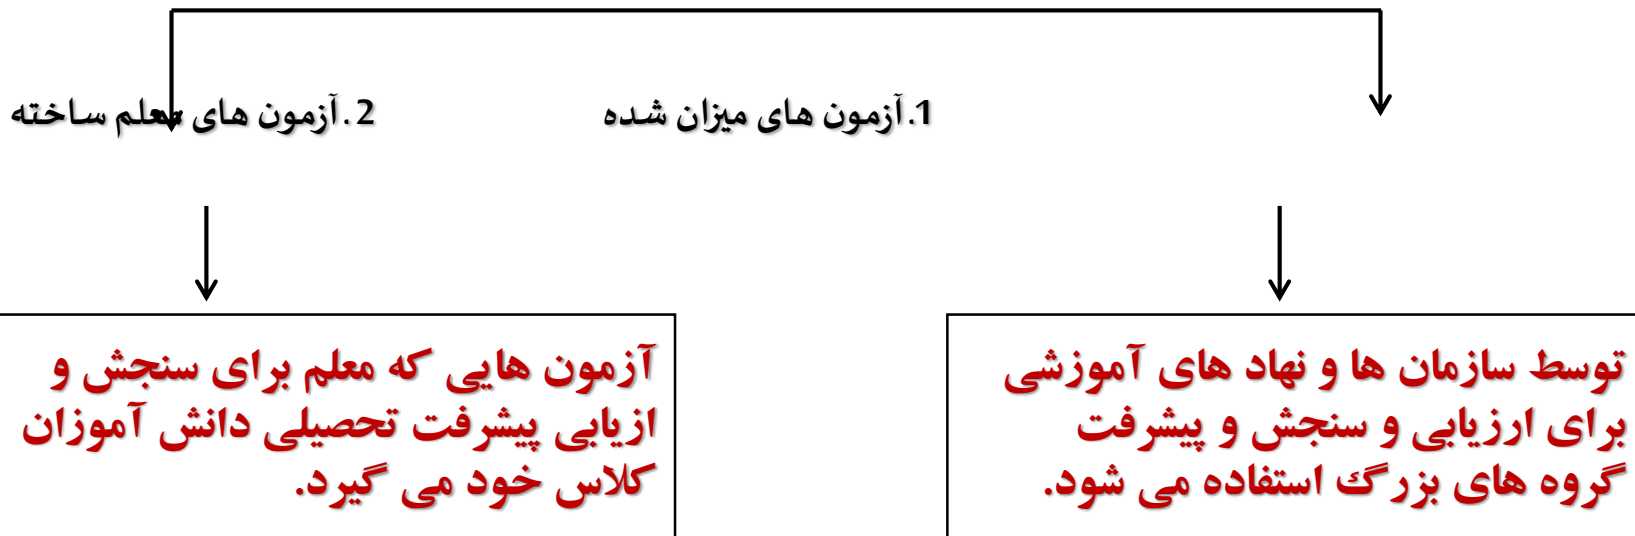 1.آزمون های میزان شده
2.آزمون های معلم ساخته
توسط سازمان ها و نهاد های آموزشی
برای ارزیابی و سنجش و پیشرفت
گروه های بزرگ استفاده می شود.
آزمون هایی که معلم برای سنجش و
ازیابی پیشرفت تحصیلی دانش آموزان
کلاس خود می گیرد.